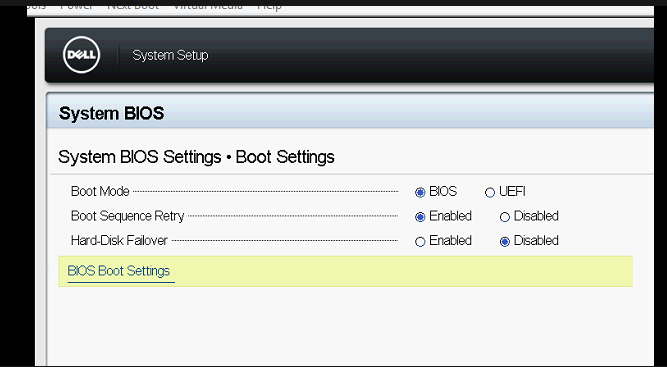 Power Next Boot Virtual Media Help
DELL System Setup
System BIOS
System BIOS Settings • Boot Settings
Boot Mode BIOS UEFI
Boot Sequence Retry Enabled Disabled
Hard-Disk Failover Enabled Disabled
BIOS Boot Settings